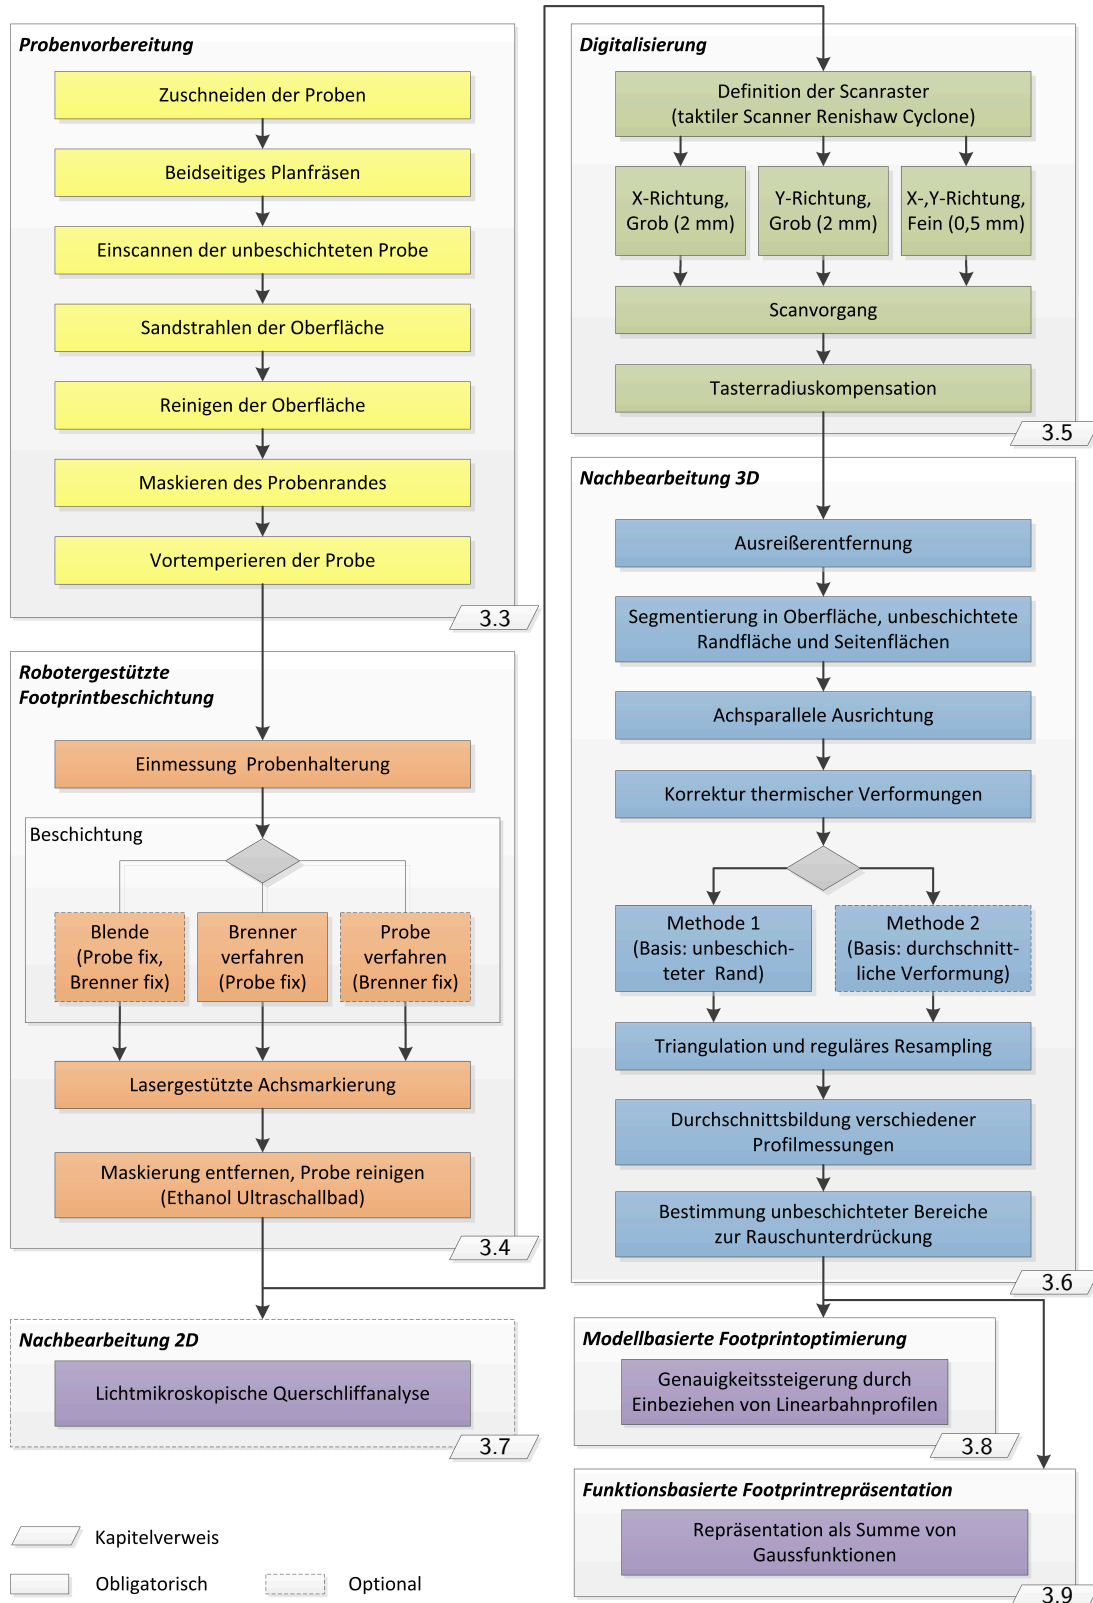 Probenvorbereitung
Zuschneiden der Proben
Beidseitiges Planfräsen
Einscannen der unbeschichteten Probe
Sandstrahlen der Oberfläche
Reinigen der Oberfläche
Maskieren des Probenrandes
Vortemperieren der Probe
3.3
Robotergestützte
Footprintbeschichtung
Einmessung Probenhalterung
Beschichtung
Blende
(Probe fix,
Brenner fix)
Brenner
verfahren
(Probe fix)
Probe
verfahren
(Brenner fix)
Lasergestützte Achsmarkierung
Maskierung entfernen, Probe reinigen
(Ethanol Ultraschallbad)
3.4
Nachbearbeitung 2D
Lichtmikroskopische Querschliffanalyse
3.7
Digitalisierung
Definition der Scanraster
(taktiler Scanner Renishaw Cyclone)
X-Richtung,
Grob (2 mm)
Y-Richtung,
Grob (2 mm)
X-,Y-Richtung,
Fein (0,5 mm)
Scanvorgang
Tasterradiuskompensation
3.5
Nachbearbeitung 3D
Ausreißerentfernung
Segmentierung in Oberfläche, unbeschichtete
Randfläche und Seitenflächen
Achsparallele Ausrichtung
Korrektur thermischer Verformungen
Methode 1
(Basis: unbeschich-
teter Rand)
Methode 2
(Basis: durchschnitt-
liche Verformung)
Triangulation und reguläres Resampling
Durchschnittsbildung verschiedener
Profilmessungen
Bestimmung unbeschichteter Bereiche
zur Rauschunterdrückung
3.6
Modellbasierte Footprintoptimierung
Genauigkeitssteigerung durch
Einbeziehen von Linearbahnprofilen
3.8
Funktionsbasierte Footprintrepräsentation
Repräsentation als Summe von
Gaussfunktionen
3.9
Kapitelverweis
Obligatorisch
Optional